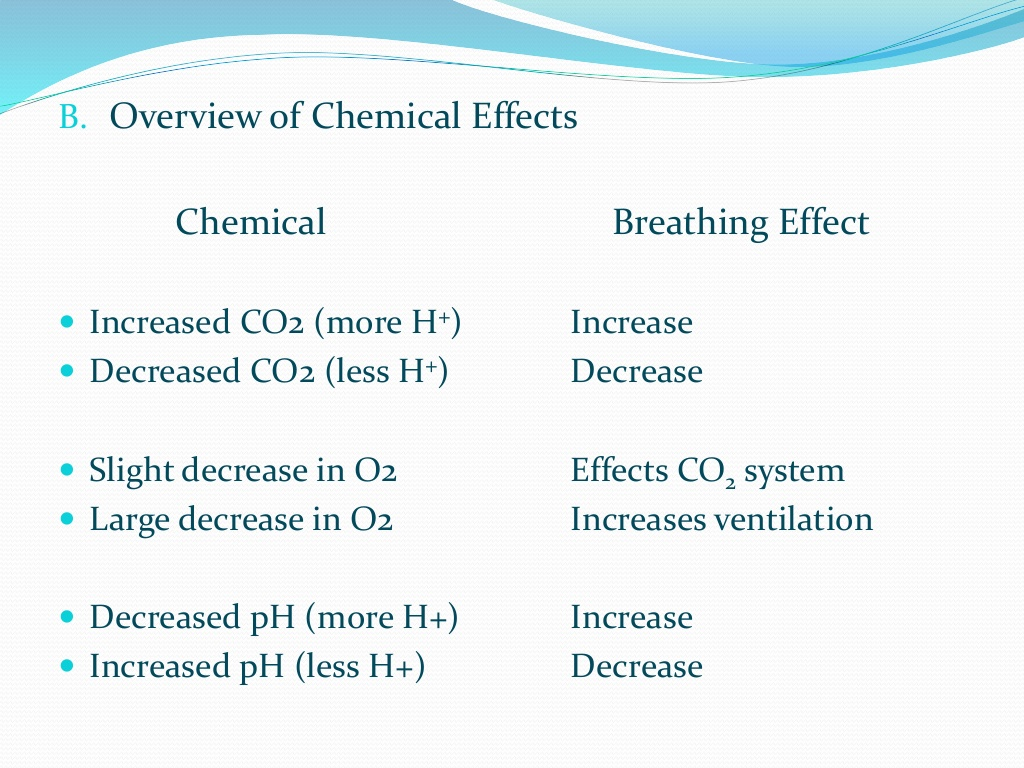 B. Overview of Chemical Effects
Chemical Breathing Effect
• Increased CO2 (more H⁺) Increase
• Decreased CO2 (less H⁺) Decrease
• Slight decrease in O2 Effects CO₂ system
• Large decrease in O2 Increases ventilation
• Decreased pH (more H+) Increase
• Increased pH (less H+) Decrease